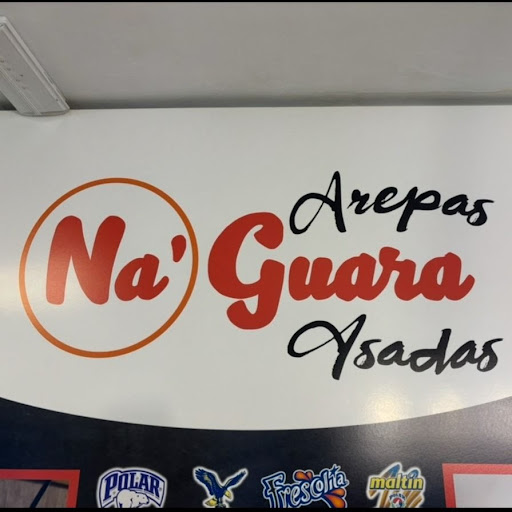 Arepas
Na' Guara
Asadas
POLAR
Frescolita
maltin